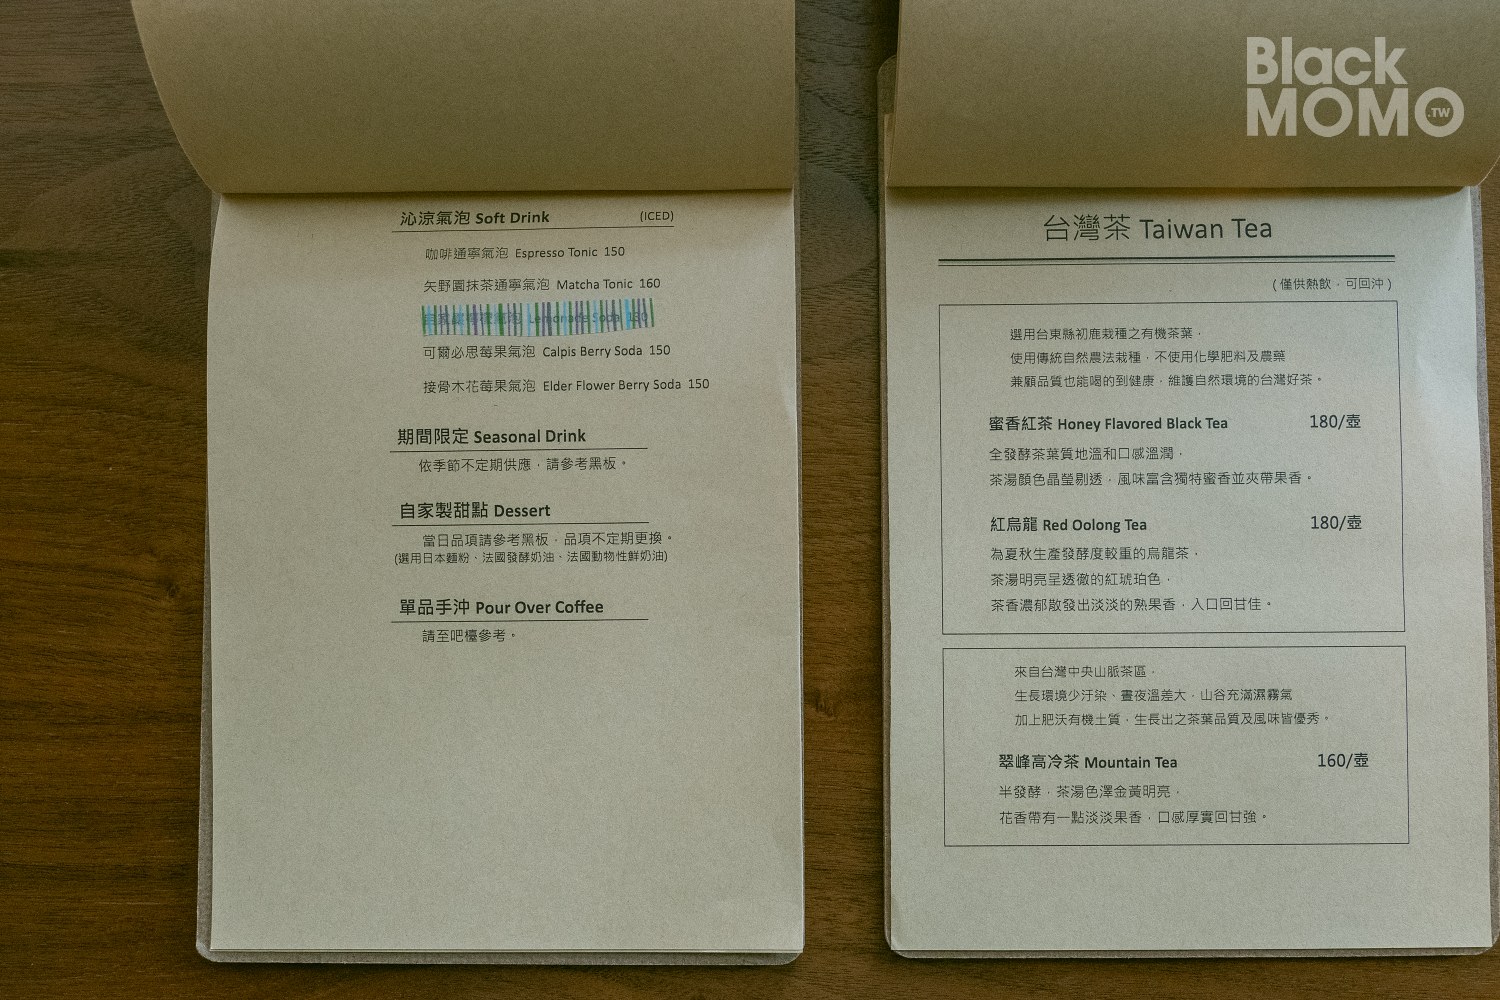 Black
MOMO
.TW
沁涼氣泡 Soft Drink (ICED)
咖啡通寧氣泡 Espresso Tonic 150
矢野園抹茶通寧氣泡 Matcha Tonic 160
Lemonade Soda 150
可爾必思莓果氣泡 Calpis Berry Soda 150
接骨木花莓果氣泡 Elder Flower Berry Soda 150
期間限定 Seasonal Drink
依季節不定期供應，請參考黑板。
自家製甜點 Dessert
當日品項請參考黑板，品項不定期更換。
(選用日本麵粉、法國發酵奶油、法國動物性鮮奶油)
單品手沖 Pour Over Coffee
請至吧檯參考。
台灣茶 Taiwan Tea
(僅供熱飲，可回沖)
選用台東縣初鹿栽種之有機茶葉，
使用傳統自然農法栽種，不使用化學肥料及農藥
兼顧品質也能喝的到健康，維護自然環境的台灣好茶。
蜜香紅茶 Honey Flavored Black Tea 180/壺
全發酵茶葉質地溫和口感溫潤，
茶湯顏色晶瑩剔透，風味富含獨特蜜香並夾帶果香。
紅烏龍 Red Oolong Tea 180/壺
為夏秋生產發酵度較重的烏龍茶，
茶湯明亮呈透徹的紅琥珀色，
茶香濃郁散發出淡淡的熟果香，入口回甘佳。
來自台灣中央山脈茶區，
生長環境少汙染、晝夜溫差大，山谷充滿濕霧氣
加上肥沃有機土質，生長出之茶葉品質及風味皆優秀。
翠峰高冷茶 Mountain Tea 160/壺
半發酵，茶湯色澤金黃明亮，
花香帶有一點淡淡果香，口感厚實回甘強。